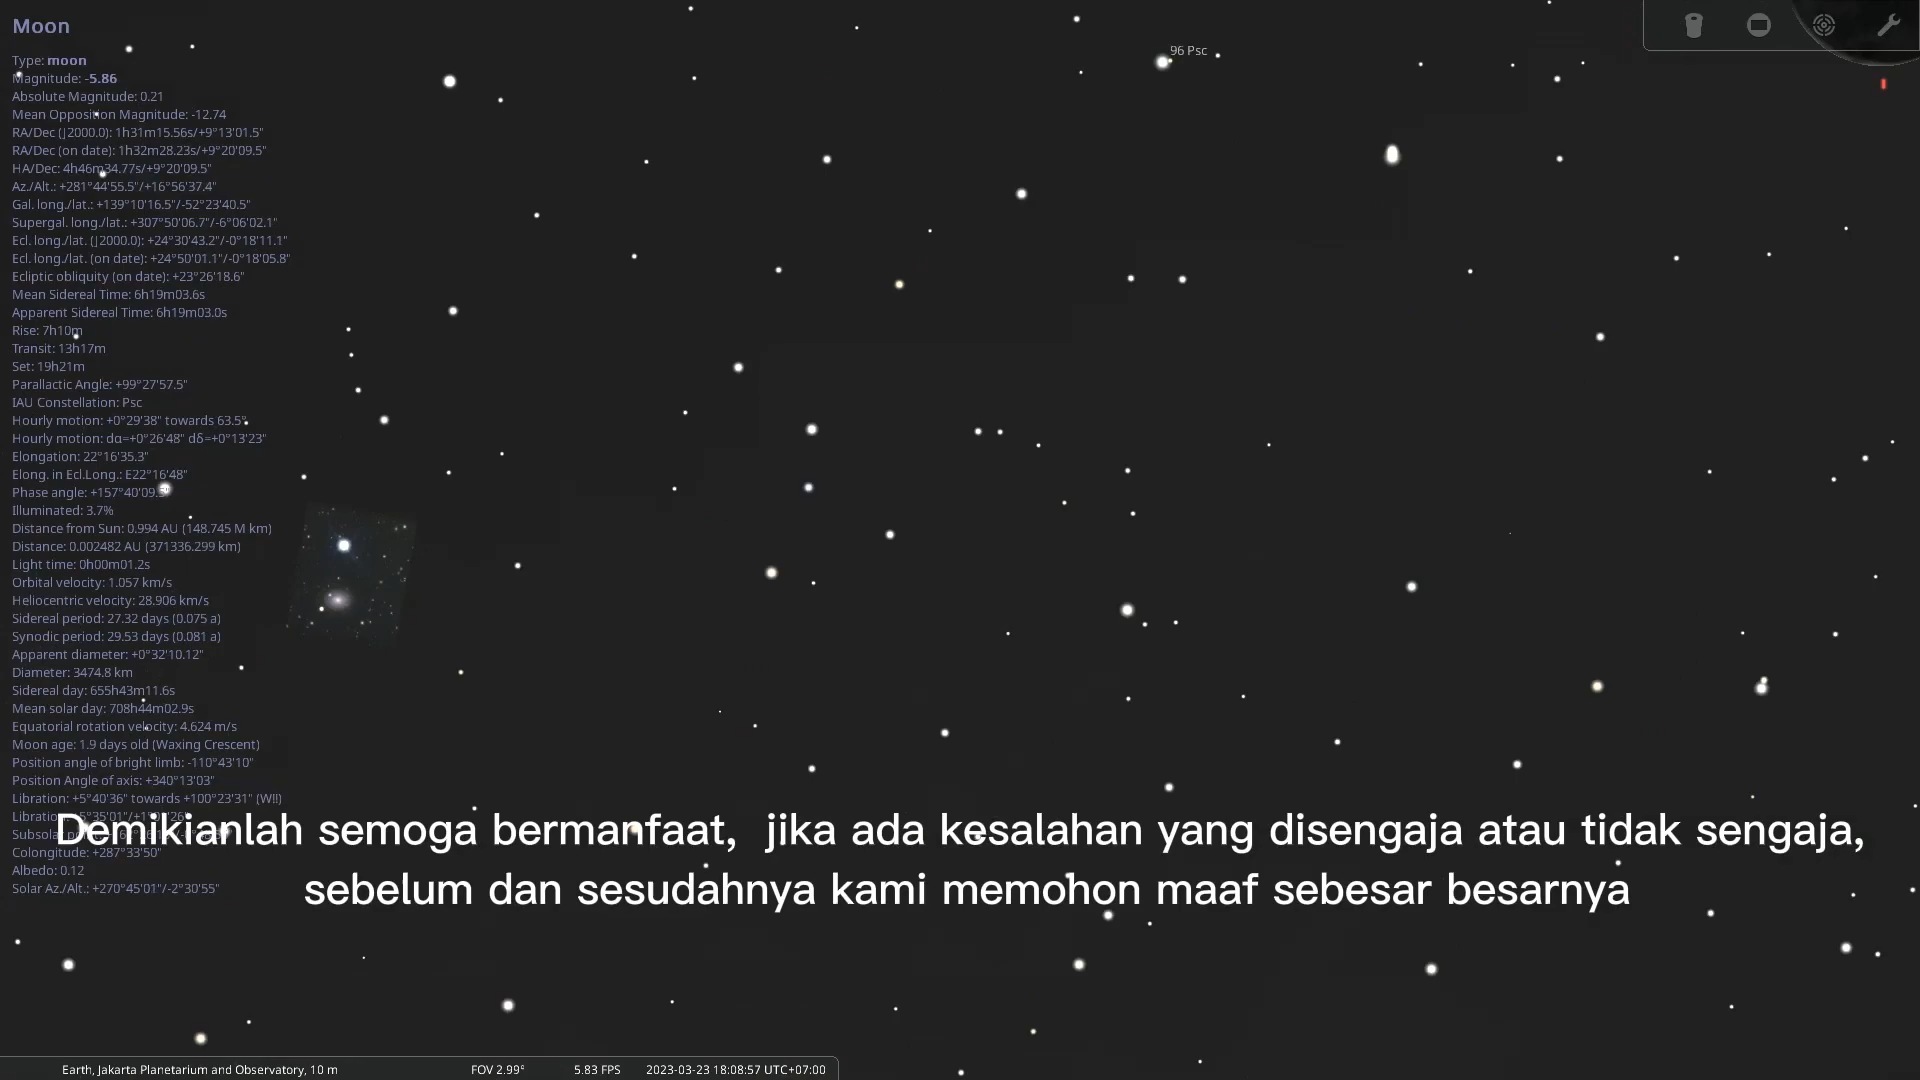 Moon
Type: moon
Magnitude: -5.86
Absolute Magnitude: 0.21
Mean Opposition Magnitude: -12.74
RA/Dec (J2000.0): 1h31m15.56s/+9°13'01.5"
RA/Dec (on date): 1h32m28.23s/+9°20'09.5"
HA/Dec: 4h46m34.77s/+9°20'09.5"
Az./Alt.: +281°44'55.5"/+16°56'37.4"
Gal. long./lat.: +139°10'16.5"/-52°23'40.5"
Supergal. long./lat.: +307°50'06.7"/-6°06'02.1"
Ecl. long./lat. (J2000.0): +24°30'43.2"/-0°18'11.1"
Ecl. long./lat. (on date): +24°50'01.1"/-0°18'05.8"
Ecliptic obliquity (on date): +23°26'18.6"
Mean Sidereal Time: 6h19m03.6s
Apparent Sidereal Time: 6h19m03.0s
Rise: 7h10m
Transit: 13h17m
Set: 19h21m
Parallactic Angle: +99°27'57.5"
IAU Constellation: Psc
Hourly motion: +0°29'38" towards 63.5°
Hourly motion: dα=+0°26'48" dδ=+0°13'23"
Elongation: 22°16'35.3"
Elong. in Ecl.Long.: E22°16'48"
Phase angle: +157°40'09.
Illuminated: 3.7%
Distance from Sun: 0.994 AU (148.745 M km)
Distance: 0.002482 AU (371336.299 km)
Light time: 0h00m01.2s
Orbital velocity: 1.057 km/s
Heliocentric velocity: 28.906 km/s
Sidereal period: 27.32 days (0.075 a)
Synodic period: 29.53 days (0.081 a)
Apparent diameter: +0°32'10.12"
Diameter: 3474.8 km
Sidereal day: 655h43m11.6s
Mean solar day: 708h44m02.9s
Equatorial rotation velocity: 4.624 m/s
Moon age: 1.9 days old (Waxing Crescent)
Position angle of bright limb: -110°43'10"
Position Angle of axis: +340°13'03"
Libration: +5°40'36" towards +100°23'31" (W!!)
Libration:
Demikianlah semoga bermanfaat, jika ada kesalahan yang disengaja atau tidak sengaja,
Colongitude: +287°33'50"
Albedo: 0.12
sebelum dan sesudahnya kami memohon maaf sebesar besarnya
Solar Az./Alt.: +270°45'01"/-2°30'55"
96 Psc
Earth, Jakarta Planetarium and Observatory, 10 m
FOV 2.99°
5.83 FPS
2023-03-23 18:08:57 UTC+07:00